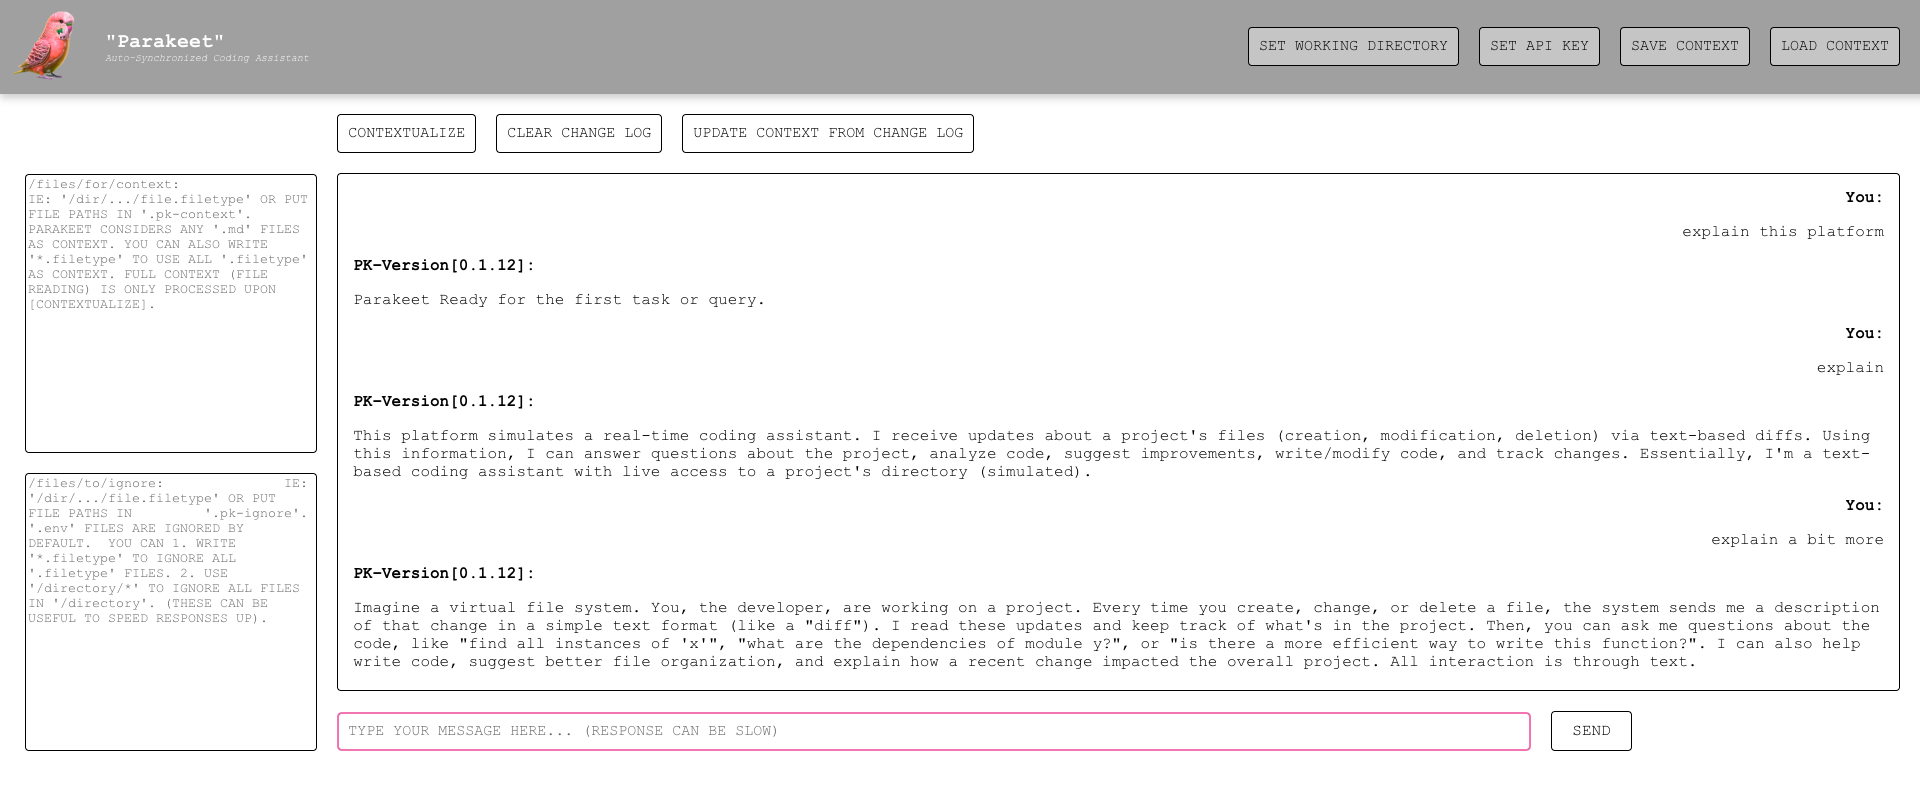 "Parakeet"
Auto-Synchronized Coding Assistant
SET WORKING DIRECTORY
SET API KEY
SAVE CONTEXT
LOAD CONTEXT
CONTEXTUALIZE
CLEAR CHANGE LOG
UPDATE CONTEXT FROM CHANGE LOG
/files/for/context:
IE: '/dir/.../file.filetype' OR PUT
FILE PATHS IN '.pk-context'.
PARAKEET CONSIDERS ANY '.md' FILES
AS CONTEXT. YOU CAN ALSO WRITE
'*.filetype' TO USE ALL '.filetype'
AS CONTEXT. FULL CONTEXT (FILE
READING) IS ONLY PROCESSED UPON
[CONTEXTUALIZE].
/files/to/ignore: IE:
'/dir/.../file.filetype' OR PUT
FILE PATHS IN '.pk-ignore'.
'.env' FILES ARE IGNORED BY
DEFAULT. YOU CAN 1. WRITE
'*.filetype' TO IGNORE ALL
'.filetype' FILES. 2. USE
'/directory/*' TO IGNORE ALL FILES
IN '/directory'. (THESE CAN BE
USEFUL TO SPEED RESPONSES UP).
You:
explain this platform
PK-Version[0.1.12]:
Parakeet Ready for the first task or query.
You:
explain
PK-Version[0.1.12]:
This platform simulates a real-time coding assistant. I receive updates about a project's files (creation, modification, deletion) via text-based diffs. Using
this information, I can answer questions about the project, analyze code, suggest improvements, write/modify code, and track changes. Essentially, I'm a text-
based coding assistant with live access to a project's directory (simulated).
You:
explain a bit more
PK-Version[0.1.12]:
Imagine a virtual file system. You, the developer, are working on a project. Every time you create, change, or delete a file, the system sends me a description
of that change in a simple text format (like a "diff"). I read these updates and keep track of what's in the project. Then, you can ask me questions about the
code, like "find all instances of 'x'", "what are the dependencies of module y?", or "is there a more efficient way to write this function?". I can also help
write code, suggest better file organization, and explain how a recent change impacted the overall project. All interaction is through text.
TYPE YOUR MESSAGE HERE... (RESPONSE CAN BE SLOW)
SEND